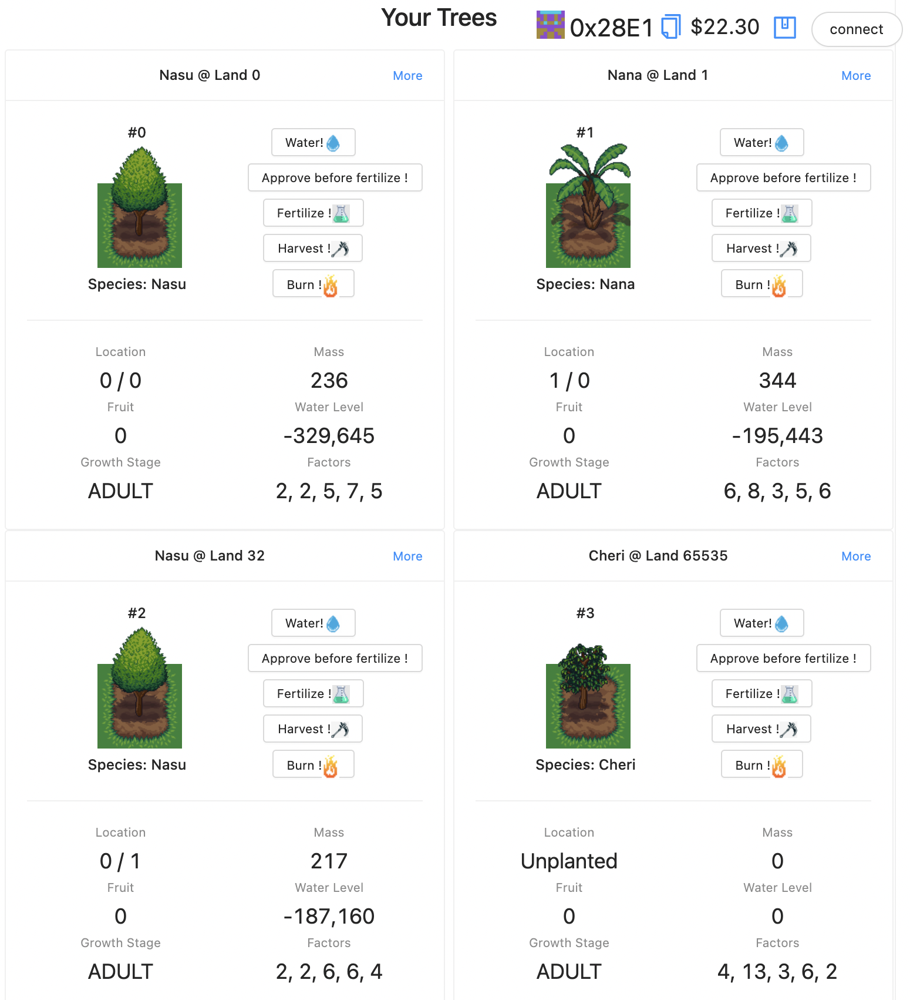 Your Trees
0x28E1 $22.30 connect
Nasu @ Land 0 More
#0
Water!
Approve before fertilize !
Fertilize !
Harvest !
Burn !
Species: Nasu
Location Mass
0 / 0 236
Fruit Water Level
0 -329,645
Growth Stage Factors
ADULT 2, 2, 5, 7, 5
Nana @ Land 1 More
#1
Water!
Approve before fertilize !
Fertilize !
Harvest !
Burn !
Species: Nana
Location Mass
1 / 0 344
Fruit Water Level
0 -195,443
Growth Stage Factors
ADULT 6, 8, 3, 5, 6
Nasu @ Land 32 More
#2
Water!
Approve before fertilize !
Fertilize !
Harvest !
Burn !
Species: Nasu
Location Mass
0 / 1 217
Fruit Water Level
0 -187,160
Growth Stage Factors
ADULT 2, 2, 6, 6, 4
Cheri @ Land 65535 More
#3
Water!
Approve before fertilize !
Fertilize !
Harvest !
Burn !
Species: Cheri
Location Mass
Unplanted 0
Fruit Water Level
0 0
Growth Stage Factors
ADULT 4, 13, 3, 6, 2